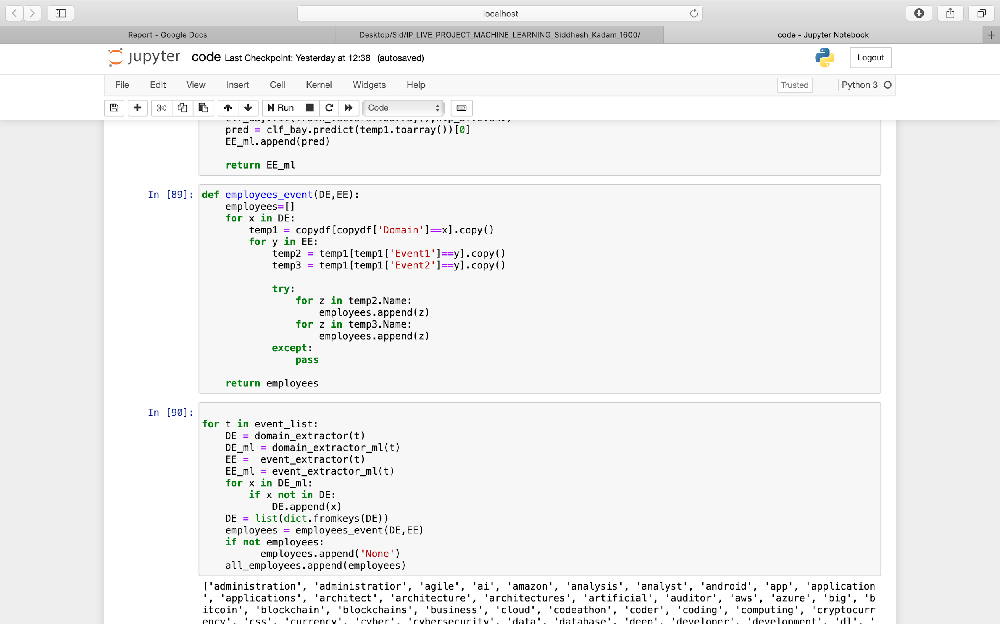 localhost
Report - Google Docs
Desktop/Sid/IP_LIVE_PROJECT_MACHINE_LEARNING_Siddhesh_Kadam_1600/
code - Jupyter Notebook
jupyter code Last Checkpoint: Yesterday at 12:38 (autosaved)
Logout
File Edit View Insert Cell Kernel Widgets Help
Trusted
Python 3
Run
Code
    pred = clf_bay.predict(temp1.toarray())[0]
    EE_ml.append(pred)
    return EE_ml
In [89]: def employees_event(DE,EE):
    employees=[]
    for x in DE:
        temp1 = copydf[copydf['Domain']==x].copy()
        for y in EE:
            temp2 = temp1[temp1['Event1']==y].copy()
            temp3 = temp1[temp1['Event2']==y].copy()
            try:
                for z in temp2.Name:
                    employees.append(z)
                for z in temp3.Name:
                    employees.append(z)
            except:
                pass
    return employees
In [90]:
for t in event_list:
    DE = domain_extractor(t)
    DE_ml = domain_extractor_ml(t)
    EE =  event_extractor(t)
    EE_ml = event_extractor_ml(t)
    for x in DE_ml:
        if x not in DE:
            DE.append(x)
    DE = list(dict.fromkeys(DE))
    employees = employees_event(DE,EE)
    if not employees:
          employees.append('None')
    all_employees.append(employees)
['administration', 'administratior', 'agile', 'ai', 'amazon', 'analysis', 'analyst', 'android', 'app', 'application
', 'applications', 'architect', 'architecture', 'architectures', 'artificial', 'auditor', 'aws', 'azure', 'big', 'b
itcoin', 'blockchain', 'blockchains', 'business', 'cloud', 'codeathon', 'coder', 'coding', 'computing', 'cryptocurr
ency', 'css', 'currency', 'cyber', 'cybersecurity', 'data', 'database', 'deep', 'developer', 'development', 'dl', '